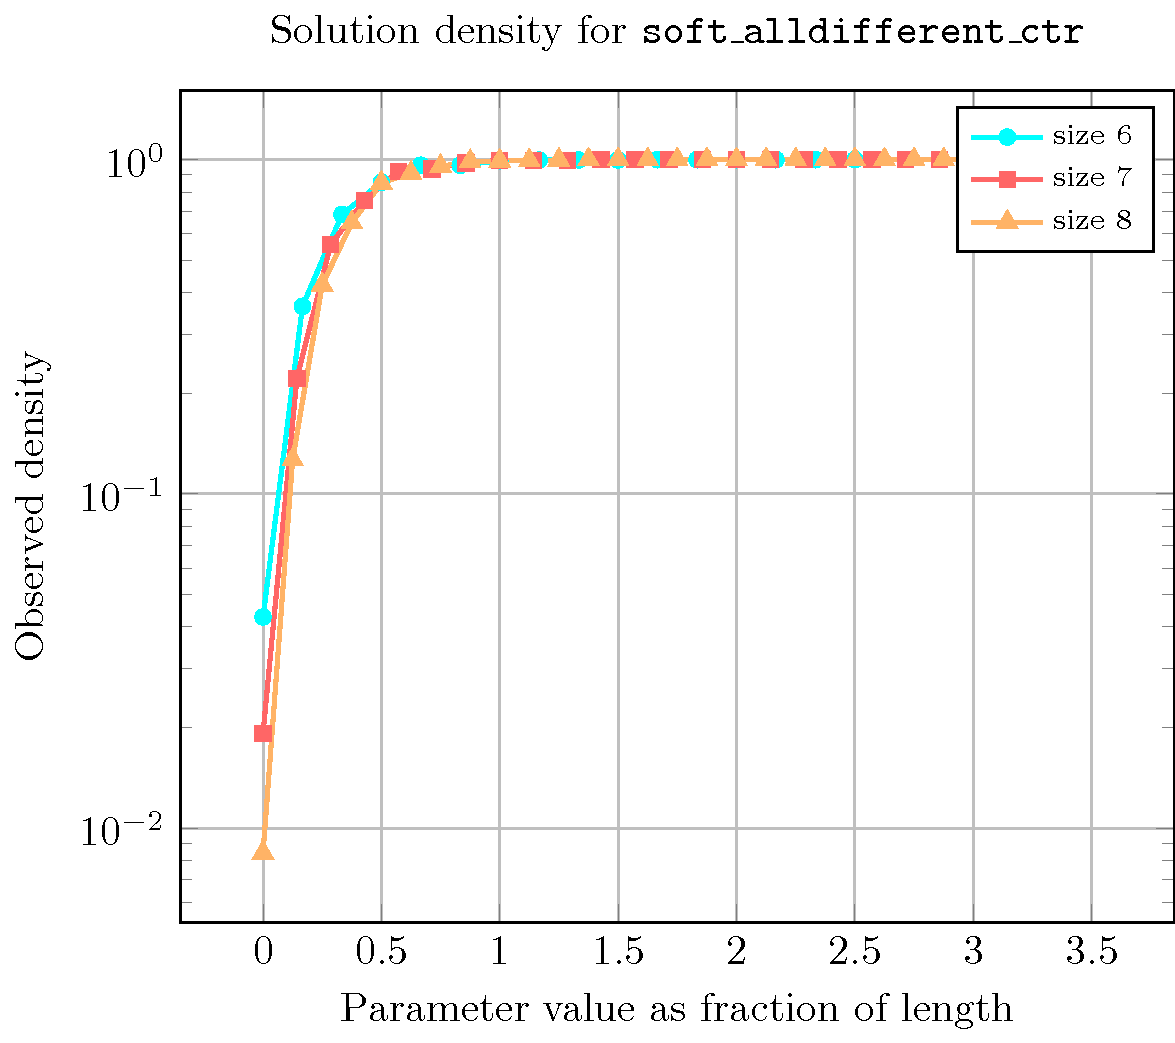 Solution density for soft_alldifferent_ctr
size 6
size 7
size 8
10^0
10^−1
10^−2
Observed density
0 0.5 1 1.5 2 2.5 3 3.5
Parameter value as fraction of length